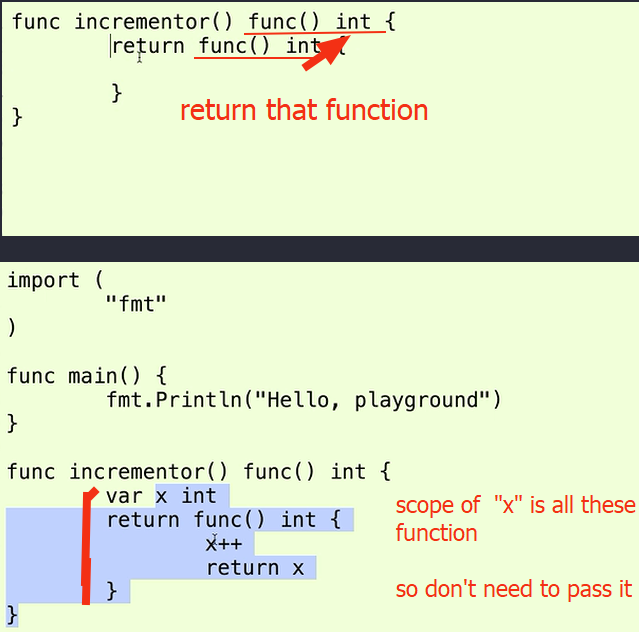 func incrementor() func() int {
return func() int {
}
}
return that function
import (
"fmt"
)
func main() {
fmt.Println("Hello, playground")
}
func incrementor() func() int {
var x int
return func() int {
x++
return x
}
}
scope of "x" is all these
function
so don't need to pass it